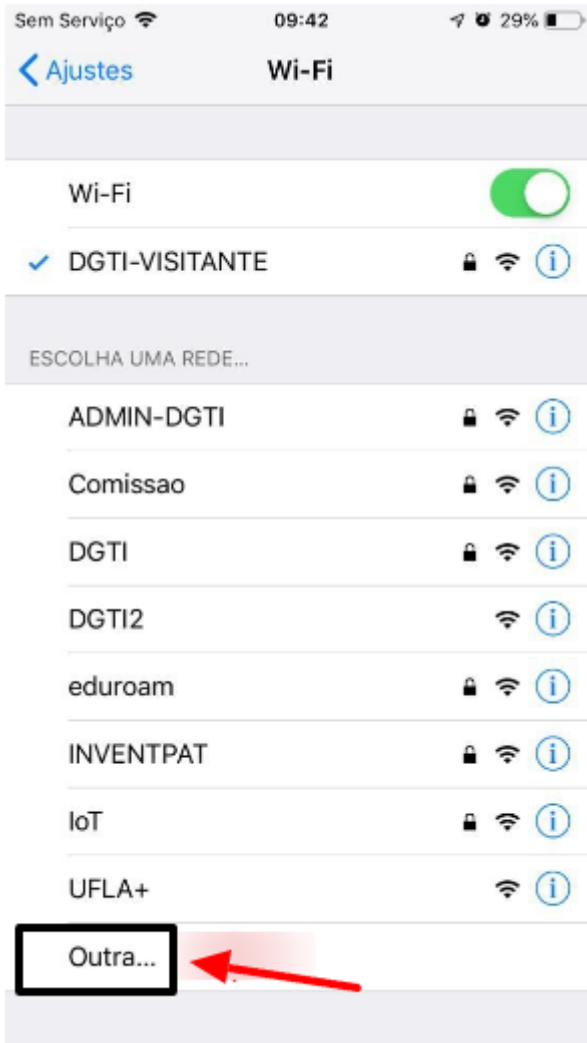 Sem Serviço 09:42 29%
Ajustes Wi-Fi
Wi-Fi
DGTI-VISITANTE
ESCOLHA UMA REDE...
ADMIN-DGTI
Comissao
DGTI
DGTI2
eduroam
INVENTPAT
IoT
UFLA+
Outra...